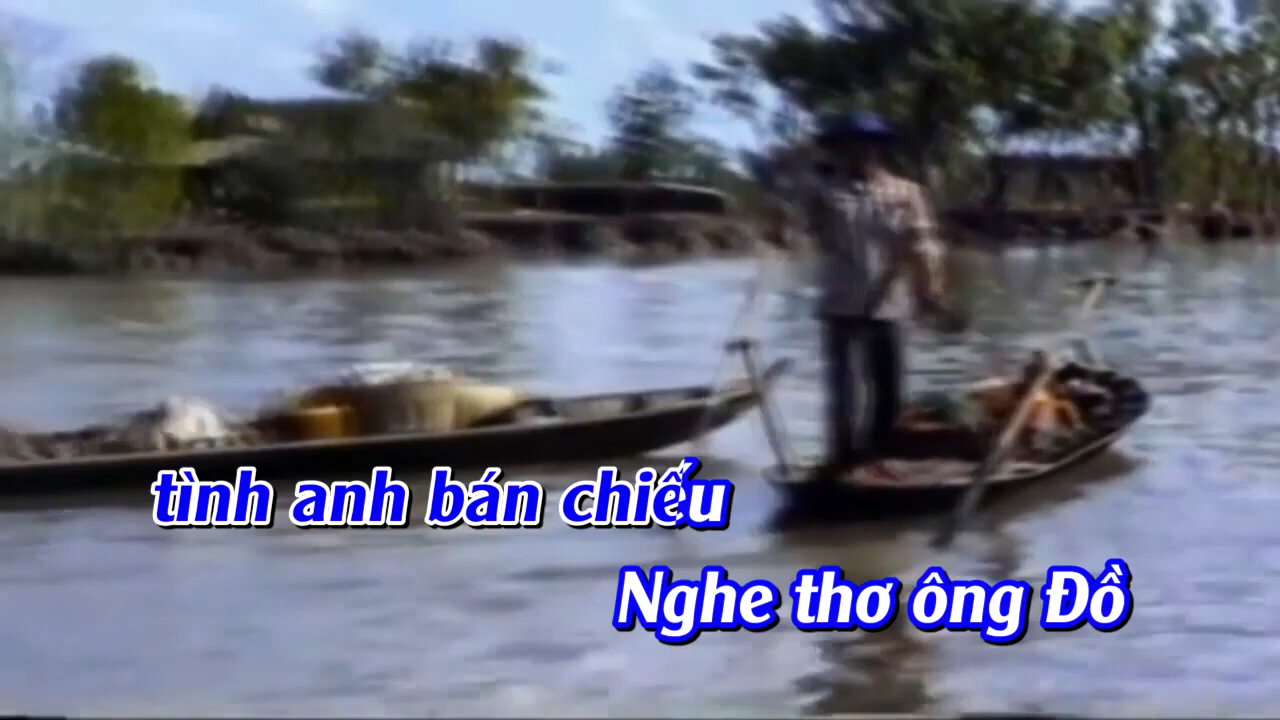 tình anh bán chiếu
Nghe thơ ông Đồ